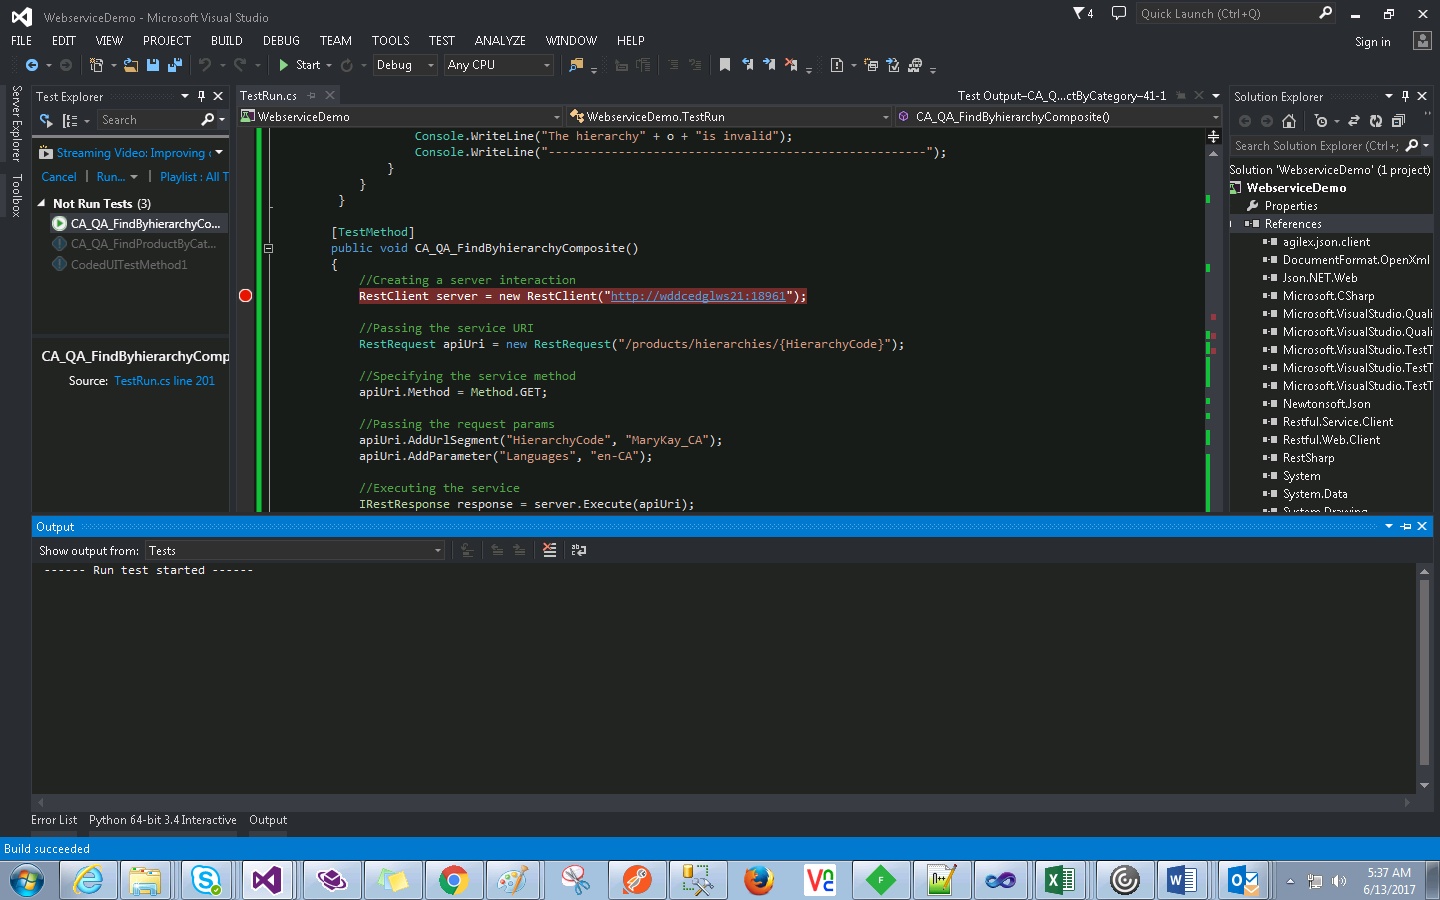 WebserviceDemo - Microsoft Visual Studio
4
Quick Launch (Ctrl+Q)
FILE EDIT VIEW PROJECT BUILD DEBUG TEAM TOOLS TEST ANALYZE WINDOW HELP
Sign in
Start Debug Any CPU
Server Explorer
Toolbox
Test Explorer
Search
Streaming Video: Improving
Cancel | Run... | Playlist : All T
Not Run Tests (3)
CA_QA_FindByhierarchyCo...
CA_QA_FindProductByCat...
CodedUITestMethod1
CA_QA_FindByhierarchyComp
Source: TestRun.cs line 201
TestRun.cs
Test Output–CA_Q...ctByCategory–41-1
WebserviceDemo
WebserviceDemo.TestRun
CA_QA_FindByhierarchyComposite()
Console.WriteLine("The hierarchy" + o + "is invalid");
Console.WriteLine("------------------------------------------------------");
}
}
}
[TestMethod]
public void CA_QA_FindByhierarchyComposite()
{
//Creating a server interaction
RestClient server = new RestClient("http://wddcedglws21:18961");
//Passing the service URI
RestRequest apiUri = new RestRequest("/products/hierarchies/{HierarchyCode}");
//Specifying the service method
apiUri.Method = Method.GET;
//Passing the request params
apiUri.AddUrlSegment("HierarchyCode", "MaryKay_CA");
apiUri.AddParameter("Languages", "en-CA");
//Executing the service
IRestResponse response = server.Execute(apiUri);
Solution Explorer
Search Solution Explorer (Ctrl+;
Solution 'WebserviceDemo' (1 project)
WebserviceDemo
Properties
References
agilex.json.client
DocumentFormat.OpenXml
Json.NET.Web
Microsoft.CSharp
Microsoft.VisualStudio.Quali
Microsoft.VisualStudio.Quali
Microsoft.VisualStudio.TestT
Microsoft.VisualStudio.TestT
Microsoft.VisualStudio.TestT
Newtonsoft.Json
Restful.Service.Client
Restful.Web.Client
RestSharp
System
System.Data
System.Drawing
Output
Show output from: Tests
------ Run test started ------
Error List Python 64-bit 3.4 Interactive Output
Build succeeded
5:37 AM
6/13/2017